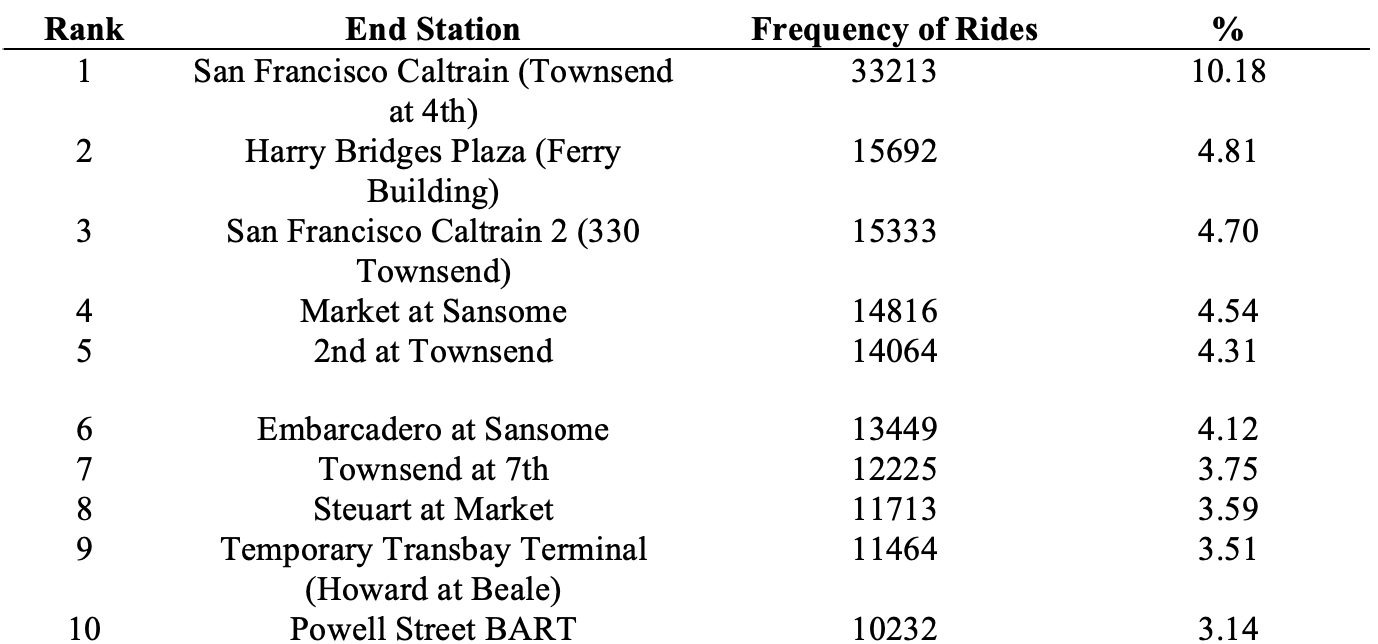 Rank End Station Frequency of Rides %
1 San Francisco Caltrain (Townsend 33213 10.18
at 4th)
2 Harry Bridges Plaza (Ferry 15692 4.81
Building)
3 San Francisco Caltrain 2 (330 15333 4.70
Townsend)
4 Market at Sansome 14816 4.54
5 2nd at Townsend 14064 4.31
6 Embarcadero at Sansome 13449 4.12
7 Townsend at 7th 12225 3.75
8 Steuart at Market 11713 3.59
9 Temporary Transbay Terminal 11464 3.51
(Howard at Beale)
10 Powell Street BART 10232 3.14